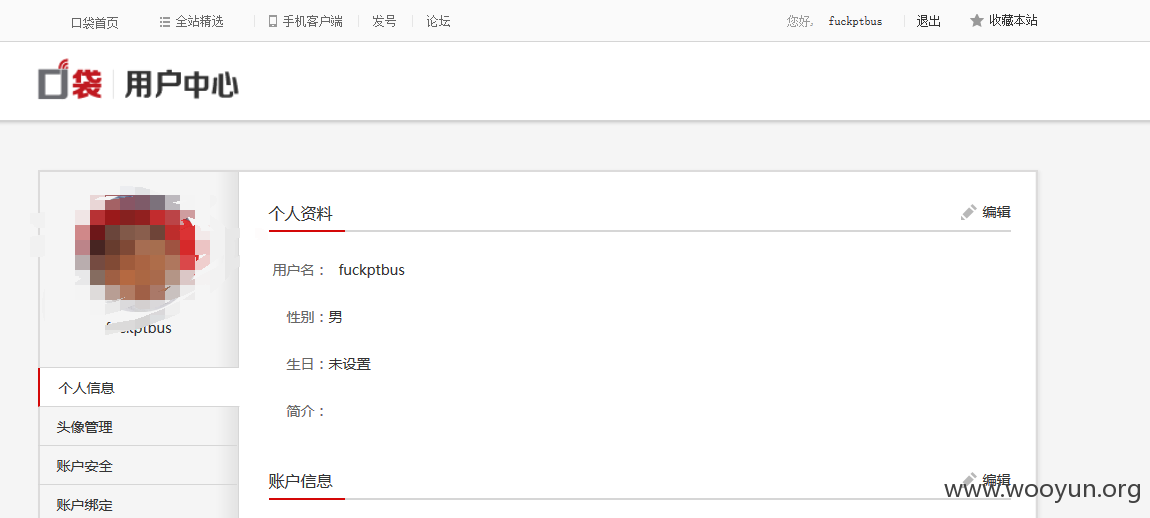 口袋首页 全站精选 手机客户端 发号 论坛 您好, fuckptbus 退出 收藏本站
口袋 用户中心
个人资料 编辑
用户名： fuckptbus
性别：男
生日：未设置
简介：
fuckptbus
个人信息
头像管理
账户安全
账户绑定
账户信息 编辑
www.wooyun.org